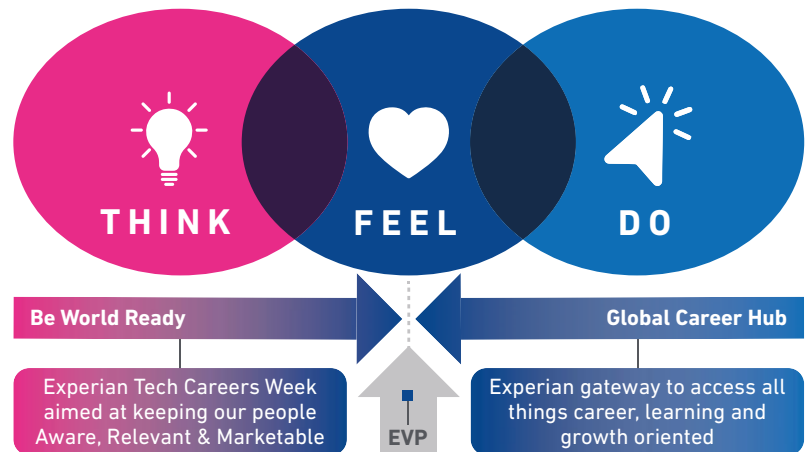 THINK
FEEL
DO
Be World Ready
Global Career Hub
Experian Tech Careers Week
aimed at keeping our people
Aware, Relevant & Marketable
EVP
Experian gateway to access all
things career, learning and
growth oriented